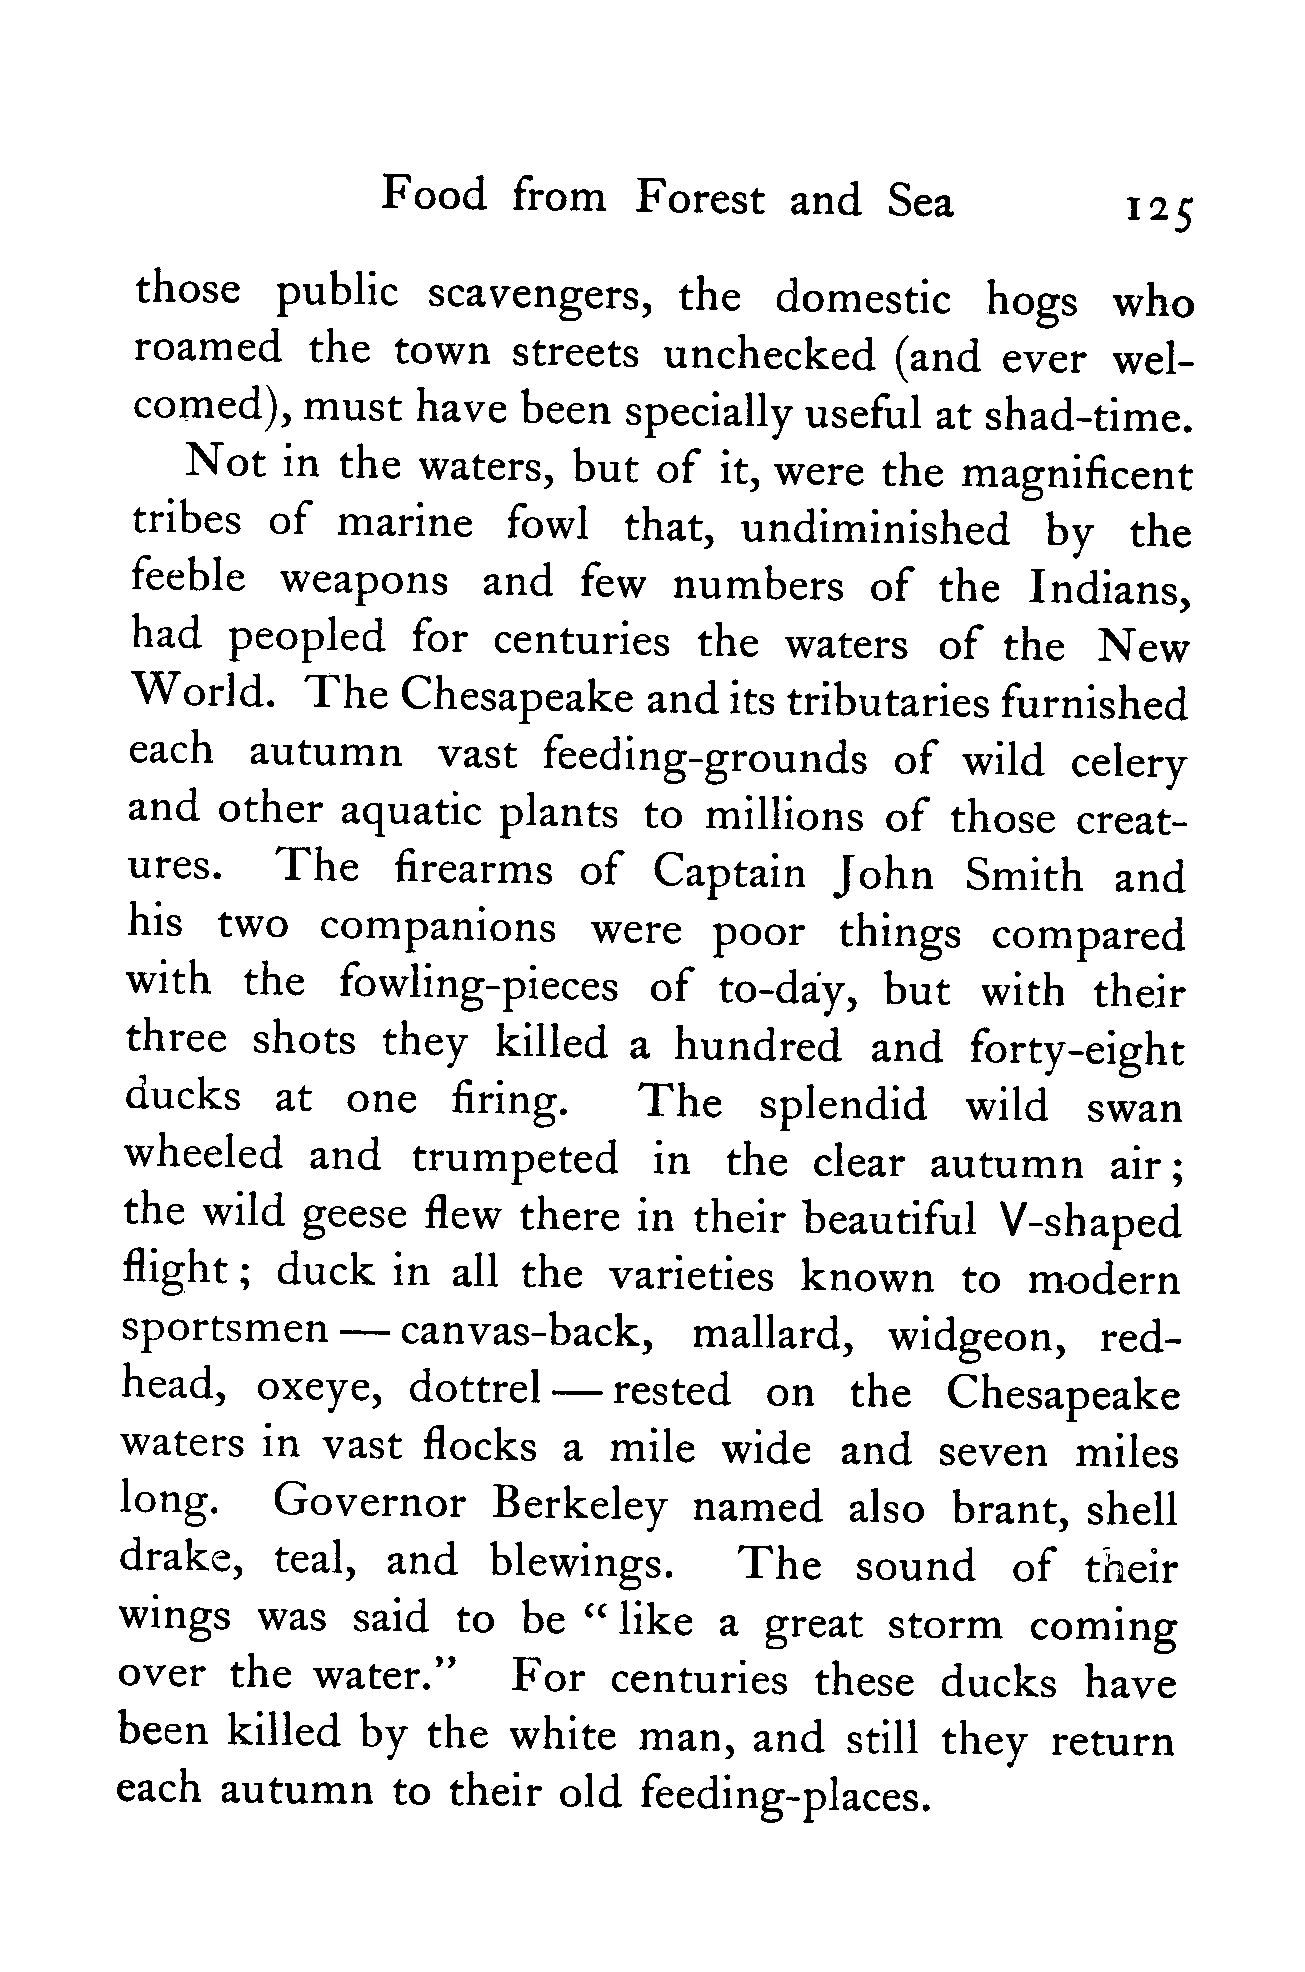 Food from Forest and Sea 125
those public scavengers, the domestic hogs who
roamed the town streets unchecked (and ever wel-
comed), must have been specially useful at shad-time.
Not in the waters, but of it, were the magnificent
tribes of marine fowl that, undiminished by the
feeble weapons and few numbers of the Indians,
had peopled for centuries the waters of the New
World. The Chesapeake and its tributaries furnished
each autumn vast feeding-grounds of wild celery
and other aquatic plants to millions of those creat-
ures. The firearms of Captain John Smith and
his two companions were poor things compared
with the fowling-pieces of to-day, but with their
three shots they killed a hundred and forty-eight
ducks at one firing. The splendid wild swan
wheeled and trumpeted in the clear autumn air;
the wild geese flew there in their beautiful V-shaped
flight; duck in all the varieties known to modern
sportsmen — canvas-back, mallard, widgeon, red-
head, oxeye, dottrel — rested on the Chesapeake
waters in vast flocks a mile wide and seven miles
long. Governor Berkeley named also brant, shell
drake, teal, and blewings. The sound of their
wings was said to be “like a great storm coming
over the water.” For centuries these ducks have
been killed by the white man, and still they return
each autumn to their old feeding-places.